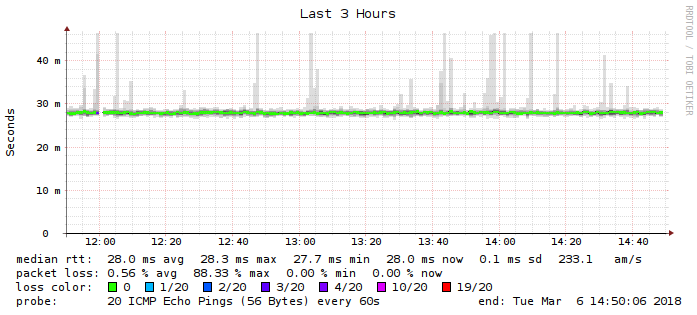 Last 3 Hours
RRDTOOL / TOBI OETIKER
Seconds
40 m
30 m
20 m
10 m
0
12:00 12:20 12:40 13:00 13:20 13:40 14:00 14:20 14:40
median rtt: 28.0 ms avg 28.3 ms max 27.7 ms min 28.0 ms now 0.1 ms sd 233.1 am/s
packet loss: 0.56 % avg 88.33 % max 0.00 % min 0.00 % now
loss color: 0 1/20 2/20 3/20 4/20 10/20 19/20
probe: 20 ICMP Echo Pings (56 Bytes) every 60s end: Tue Mar 6 14:50:06 2018